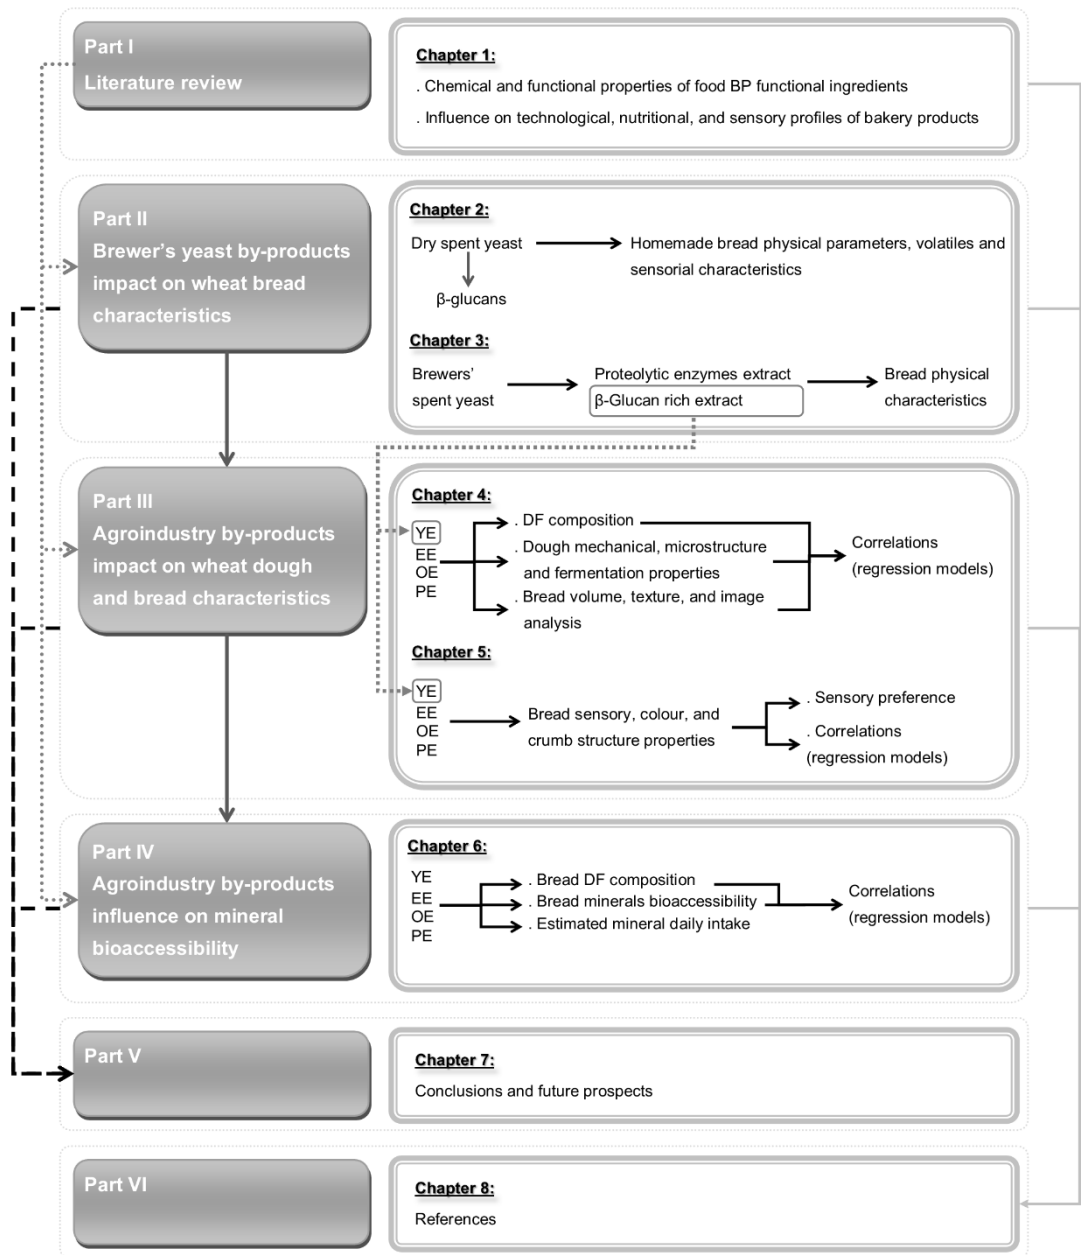 Part I
Literature review
Chapter 1:
. Chemical and functional properties of food BP functional ingredients
. Influence on technological, nutritional, and sensory profiles of bakery products
Part II
Brewer's yeast by-products
impact on wheat bread
characteristics
Chapter 2:
Dry spent yeast
Homemade bread physical parameters, volatiles and
sensorial characteristics
β-glucans
Chapter 3:
Brewers'
spent yeast
Proteolytic enzymes extract
β-Glucan rich extract
Bread physical
characteristics
Part III
Agroindustry by-products
impact on wheat dough
and bread characteristics
Chapter 4:
YE
EE
OE
PE
. DF composition
. Dough mechanical, microstructure
and fermentation properties
. Bread volume, texture, and image
analysis
Correlations
(regression models)
Chapter 5:
YE
EE
OE
PE
Bread sensory, colour, and
crumb structure properties
. Sensory preference
. Correlations
(regression models)
Part IV
Agroindustry by-products
influence on mineral
bioaccessibility
Chapter 6:
YE
EE
OE
PE
. Bread DF composition
. Bread minerals bioaccessibility
. Estimated mineral daily intake
Correlations
(regression models)
Part V
Chapter 7:
Conclusions and future prospects
Part VI
Chapter 8:
References